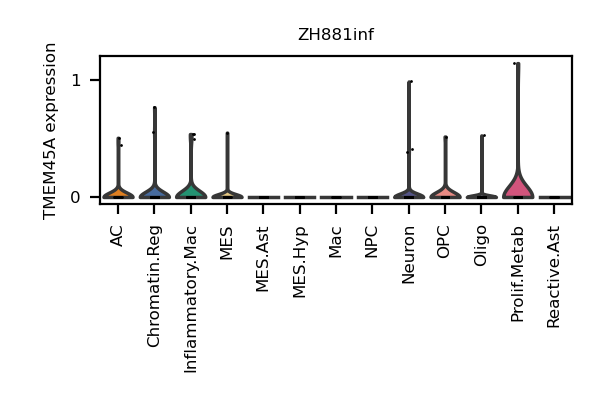 ZH881inf
TMEM45A expression
1
0
AC
Chromatin.Reg
Inflammatory.Mac
MES
MES.Ast
MES.Hyp
Mac
NPC
Neuron
OPC
Oligo
Prolif.Metab
Reactive.Ast